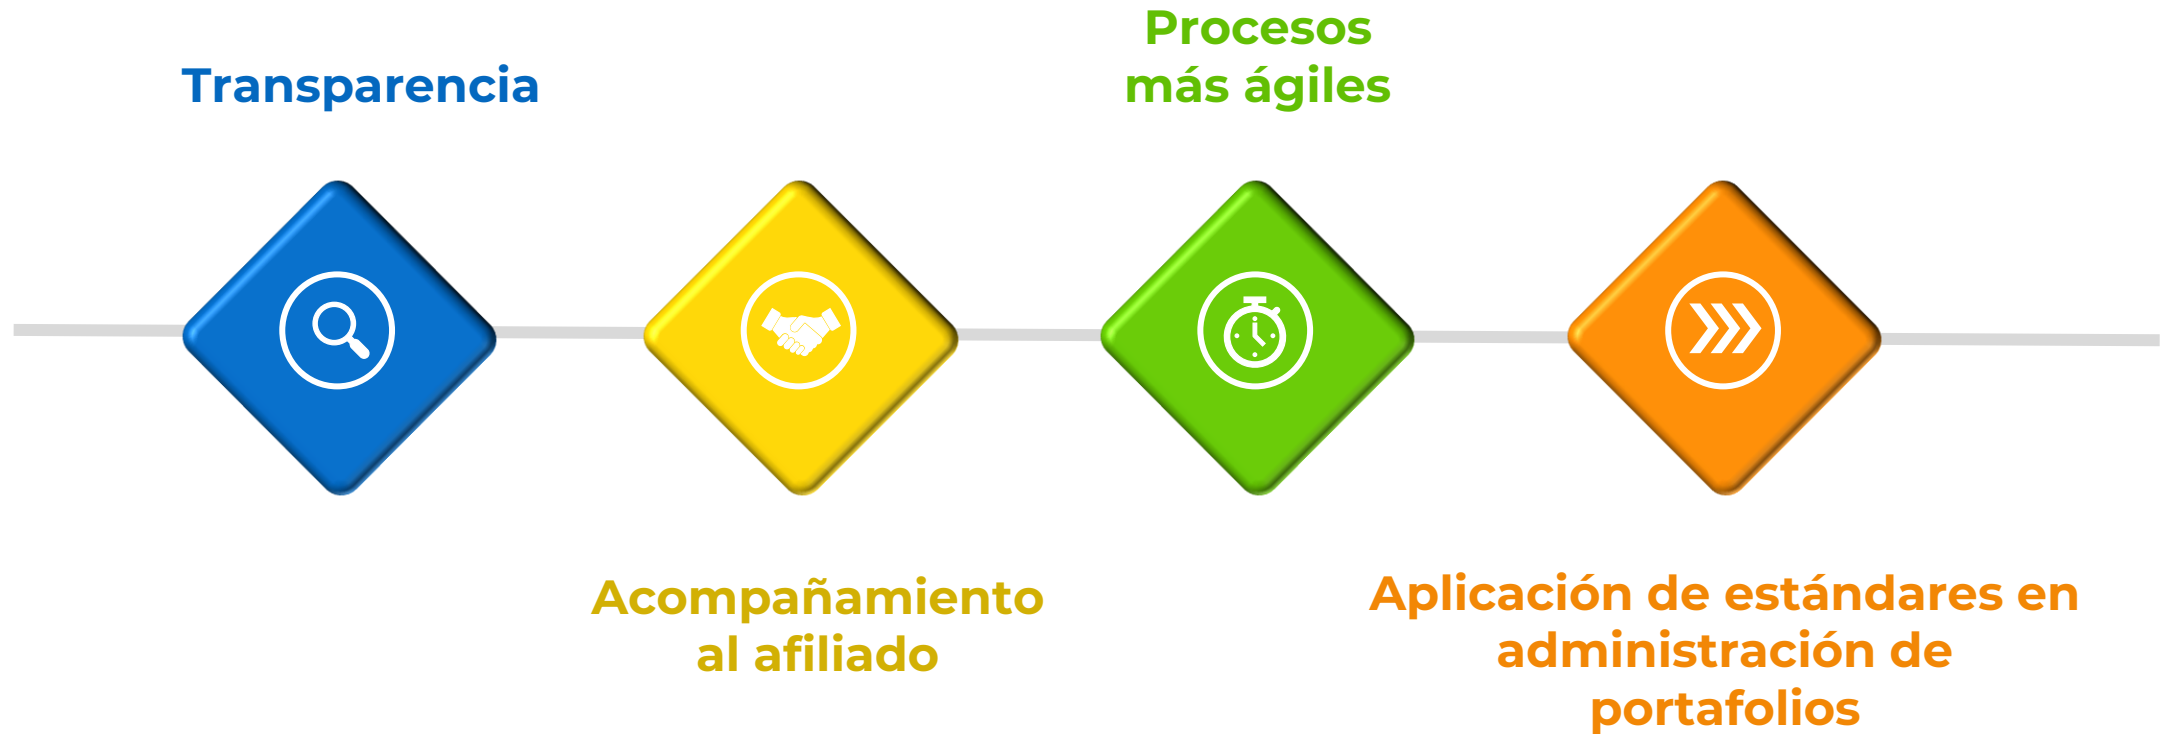 Transparencia
Acompañamiento
al afiliado
Procesos
más ágiles
Aplicación de estándares en
administración de
portafolios